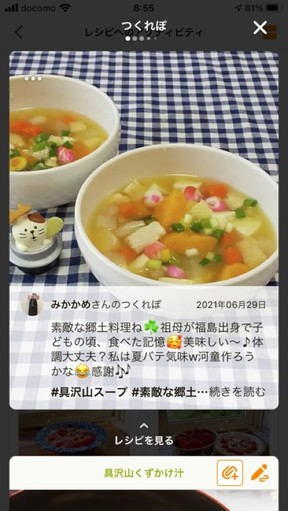 docomo
8:55
81%
つくれぽ
レシピへのアクティビティ
みかかめさんのつくれぽ
2021年06月29日
素敵な郷土料理ね☘️祖母が福島出身で子
どもの頃、食べた記憶🥰美味しい〜♪体
調大丈夫？私は夏バテ気味w河童作ろう
かな😂感謝🎶
#具沢山スープ #素敵な郷土…続きを読む
レシピを見る
具沢山くずかけ汁